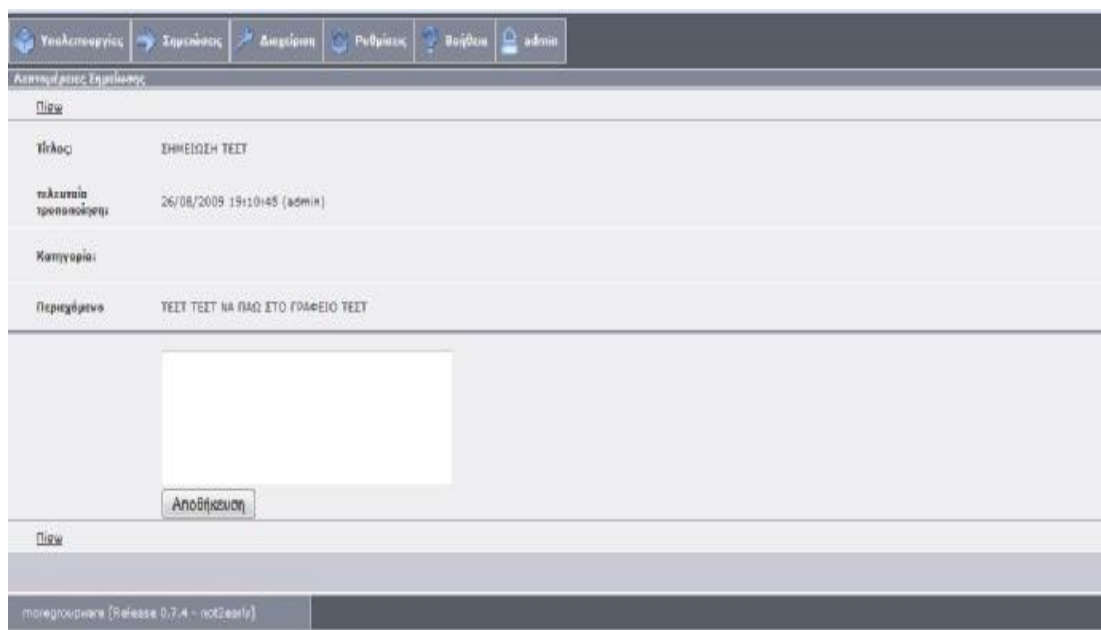 Υπολειτουργίες Σημειώσεις Διαχείριση Ρυθμίσεις Βοήθεια admin
Λεπτομέρειες Σημείωσης
Πίσω
Τίτλος: ΣΗΜΕΙΩΣΗ ΤΕΣΤ
τελευταία
τροποποίηση: 26/08/2009 19:10:45 (admin)
Κατηγορία:
Περιεχόμενο ΤΕΣΤ ΤΕΣΤ ΝΑ ΠΑΩ ΣΤΟ ΓΡΑΦΕΙΟ ΤΕΣΤ
Αποθήκευση
Πίσω
moregroupware (Release 0.7.4 - not2early)